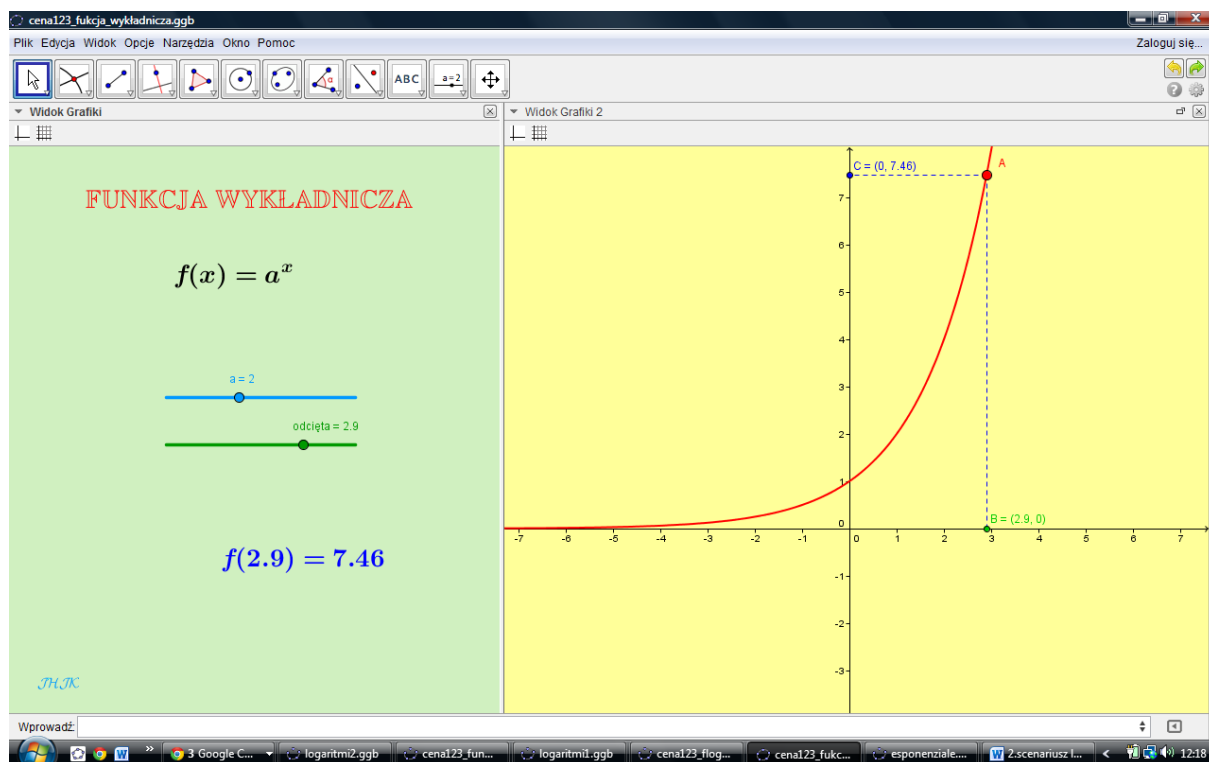 cena123_fukcja_wykładnicza.ggb
Plik Edycja Widok Opcje Narzędzia Okno Pomoc
Zaloguj się...
ABC
a=2
Widok Grafiki
Widok Grafiki 2
FUNKCJA WYKŁADNICZA
f(x) = a^x
a = 2
odcięta = 2.9
f(2.9) = 7.46
JH,JK
C = (0, 7.46)
A
7
6
5
4
3
2
1
0
B = (2.9, 0)
-7 -6 -5 -4 -3 -2 -1 0 1 2 3 4 5 6 7
-1
-2
-3
Wprowadź:
3 Google C... logaritmi2.ggb cena123_fun... logaritmi1.ggb cena123_flog... cena123_fukc... esponenziale.... 2.scenariusz l... 12:18